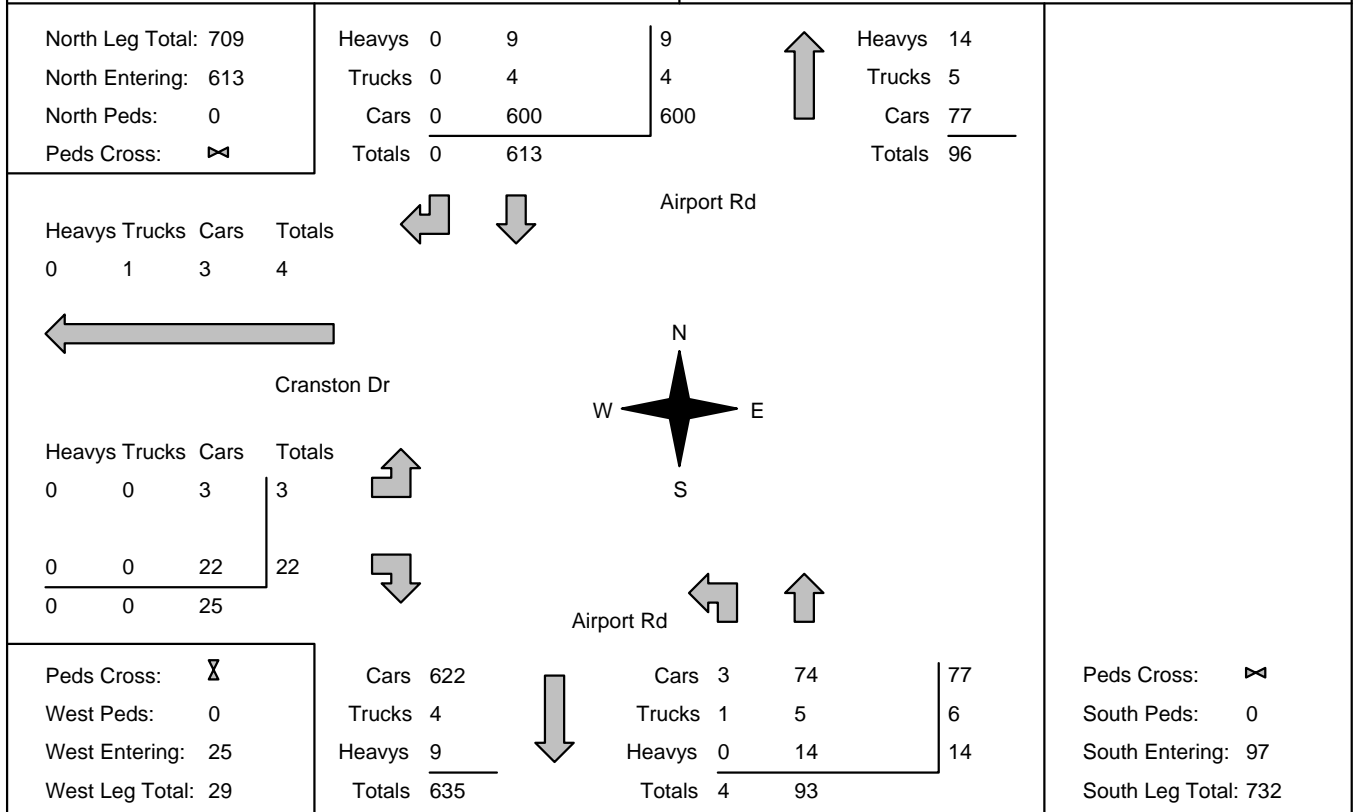 North Leg Total: 709
North Entering: 613
North Peds: 0
Peds Cross:
Heavys 0 9 9
Trucks 0 4 4
Cars 0 600 600
Totals 0 613
Heavys 14
Trucks 5
Cars 77
Totals 96
Airport Rd
Heavys Trucks Cars Totals
0 1 3 4
Cranston Dr
N
W E
S
Heavys Trucks Cars Totals
0 0 3 3
0 0 22 22
0 0 25
Airport Rd
Peds Cross:
West Peds: 0
West Entering: 25
West Leg Total: 29
Cars 622
Trucks 4
Heavys 9
Totals 635
Cars 3 74 77
Trucks 1 5 6
Heavys 0 14 14
Totals 4 93
Peds Cross:
South Peds: 0
South Entering: 97
South Leg Total: 732